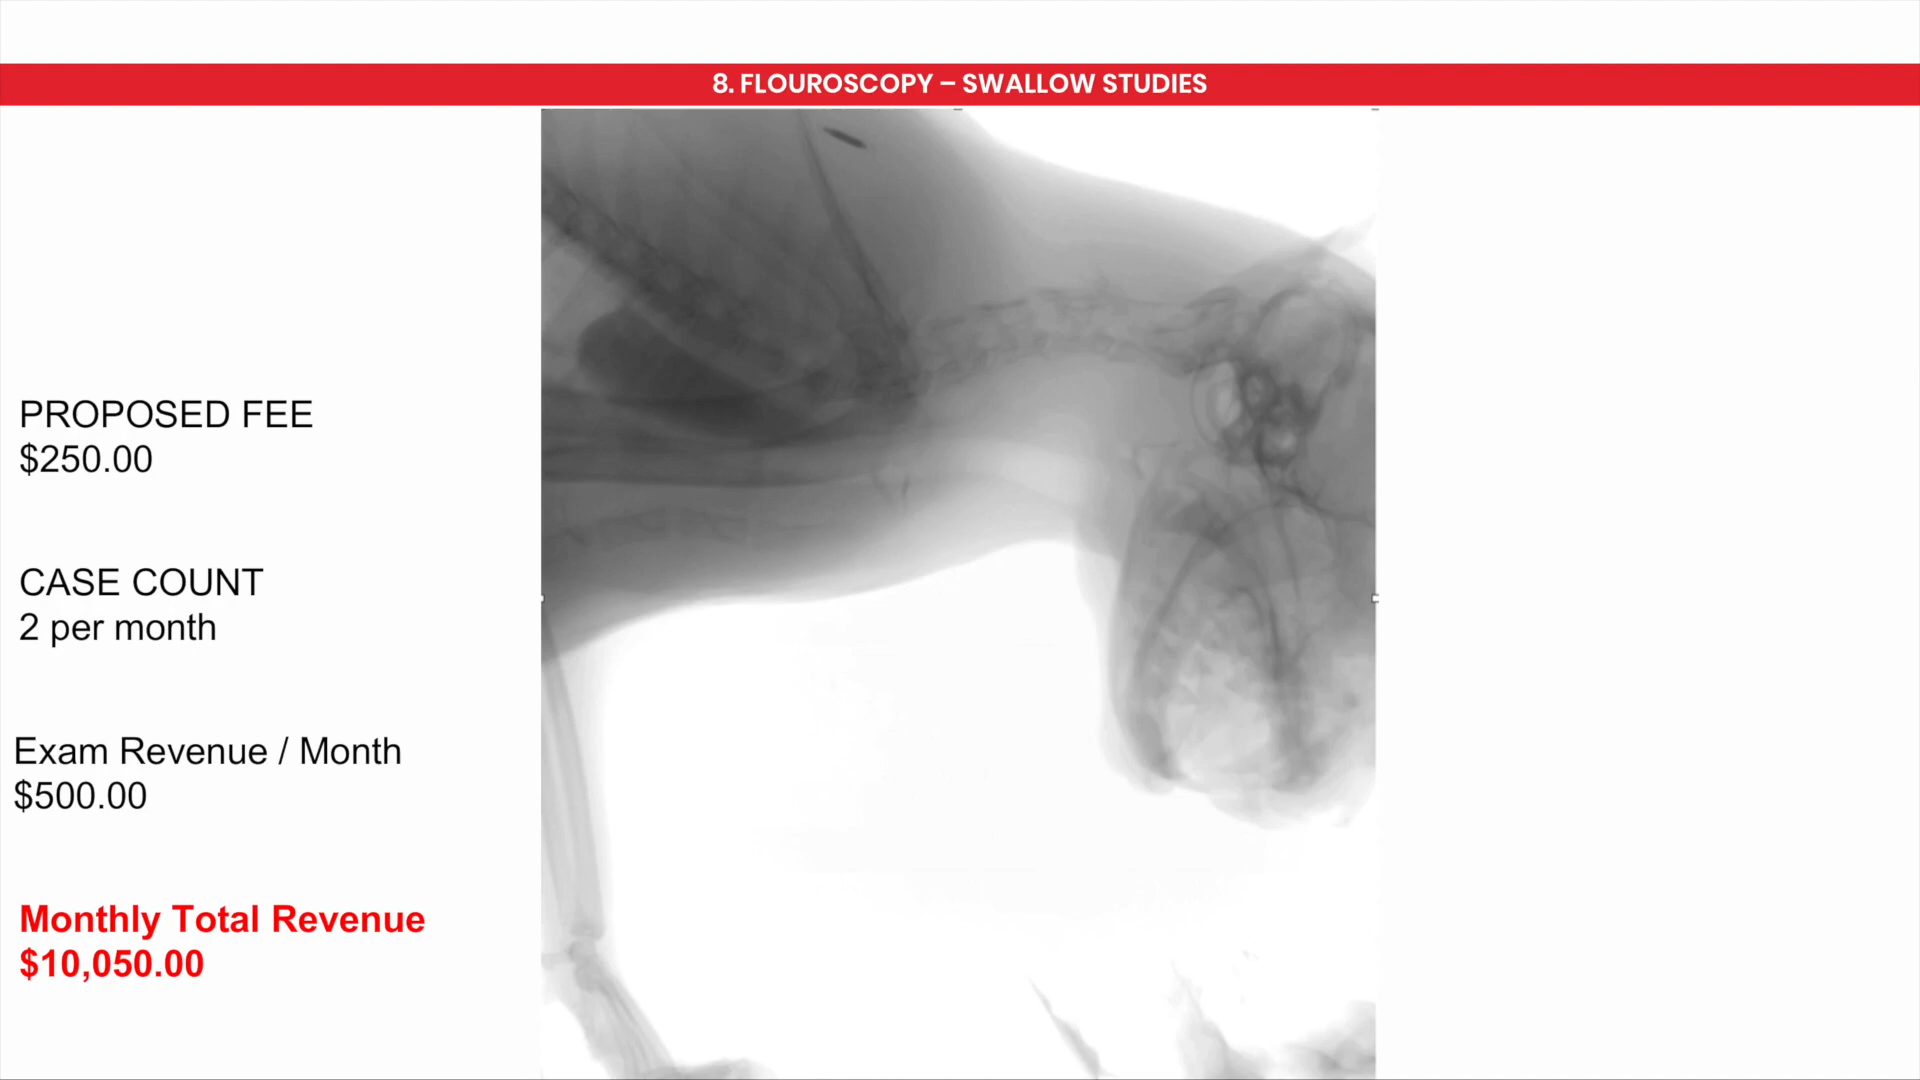 8. FLOUROSCOPY – SWALLOW STUDIES
PROPOSED FEE
$250.00
CASE COUNT
2 per month
Exam Revenue / Month
$500.00
Monthly Total Revenue
$10,050.00